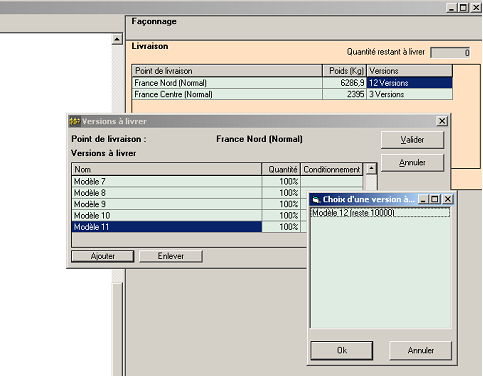 Façonnage
Livraison
Quantité restant à livrer 0
Point de livraison Poids (Kg) Versions
France Nord (Normal) 6286,9 12 Versions
France Centre (Normal) 2395 3 Versions
Versions à livrer
Point de livraison : France Nord (Normal)
Valider
Versions à livrer
Annuler
Nom Quantité Conditionnement
Modèle 7 100%
Modèle 8 100%
Modèle 9 100%
Modèle 10 100%
Modèle 11 100%
Ajouter Enlever
Choix d'une version à...
Modèle 12 (reste 10000)
Ok Annuler